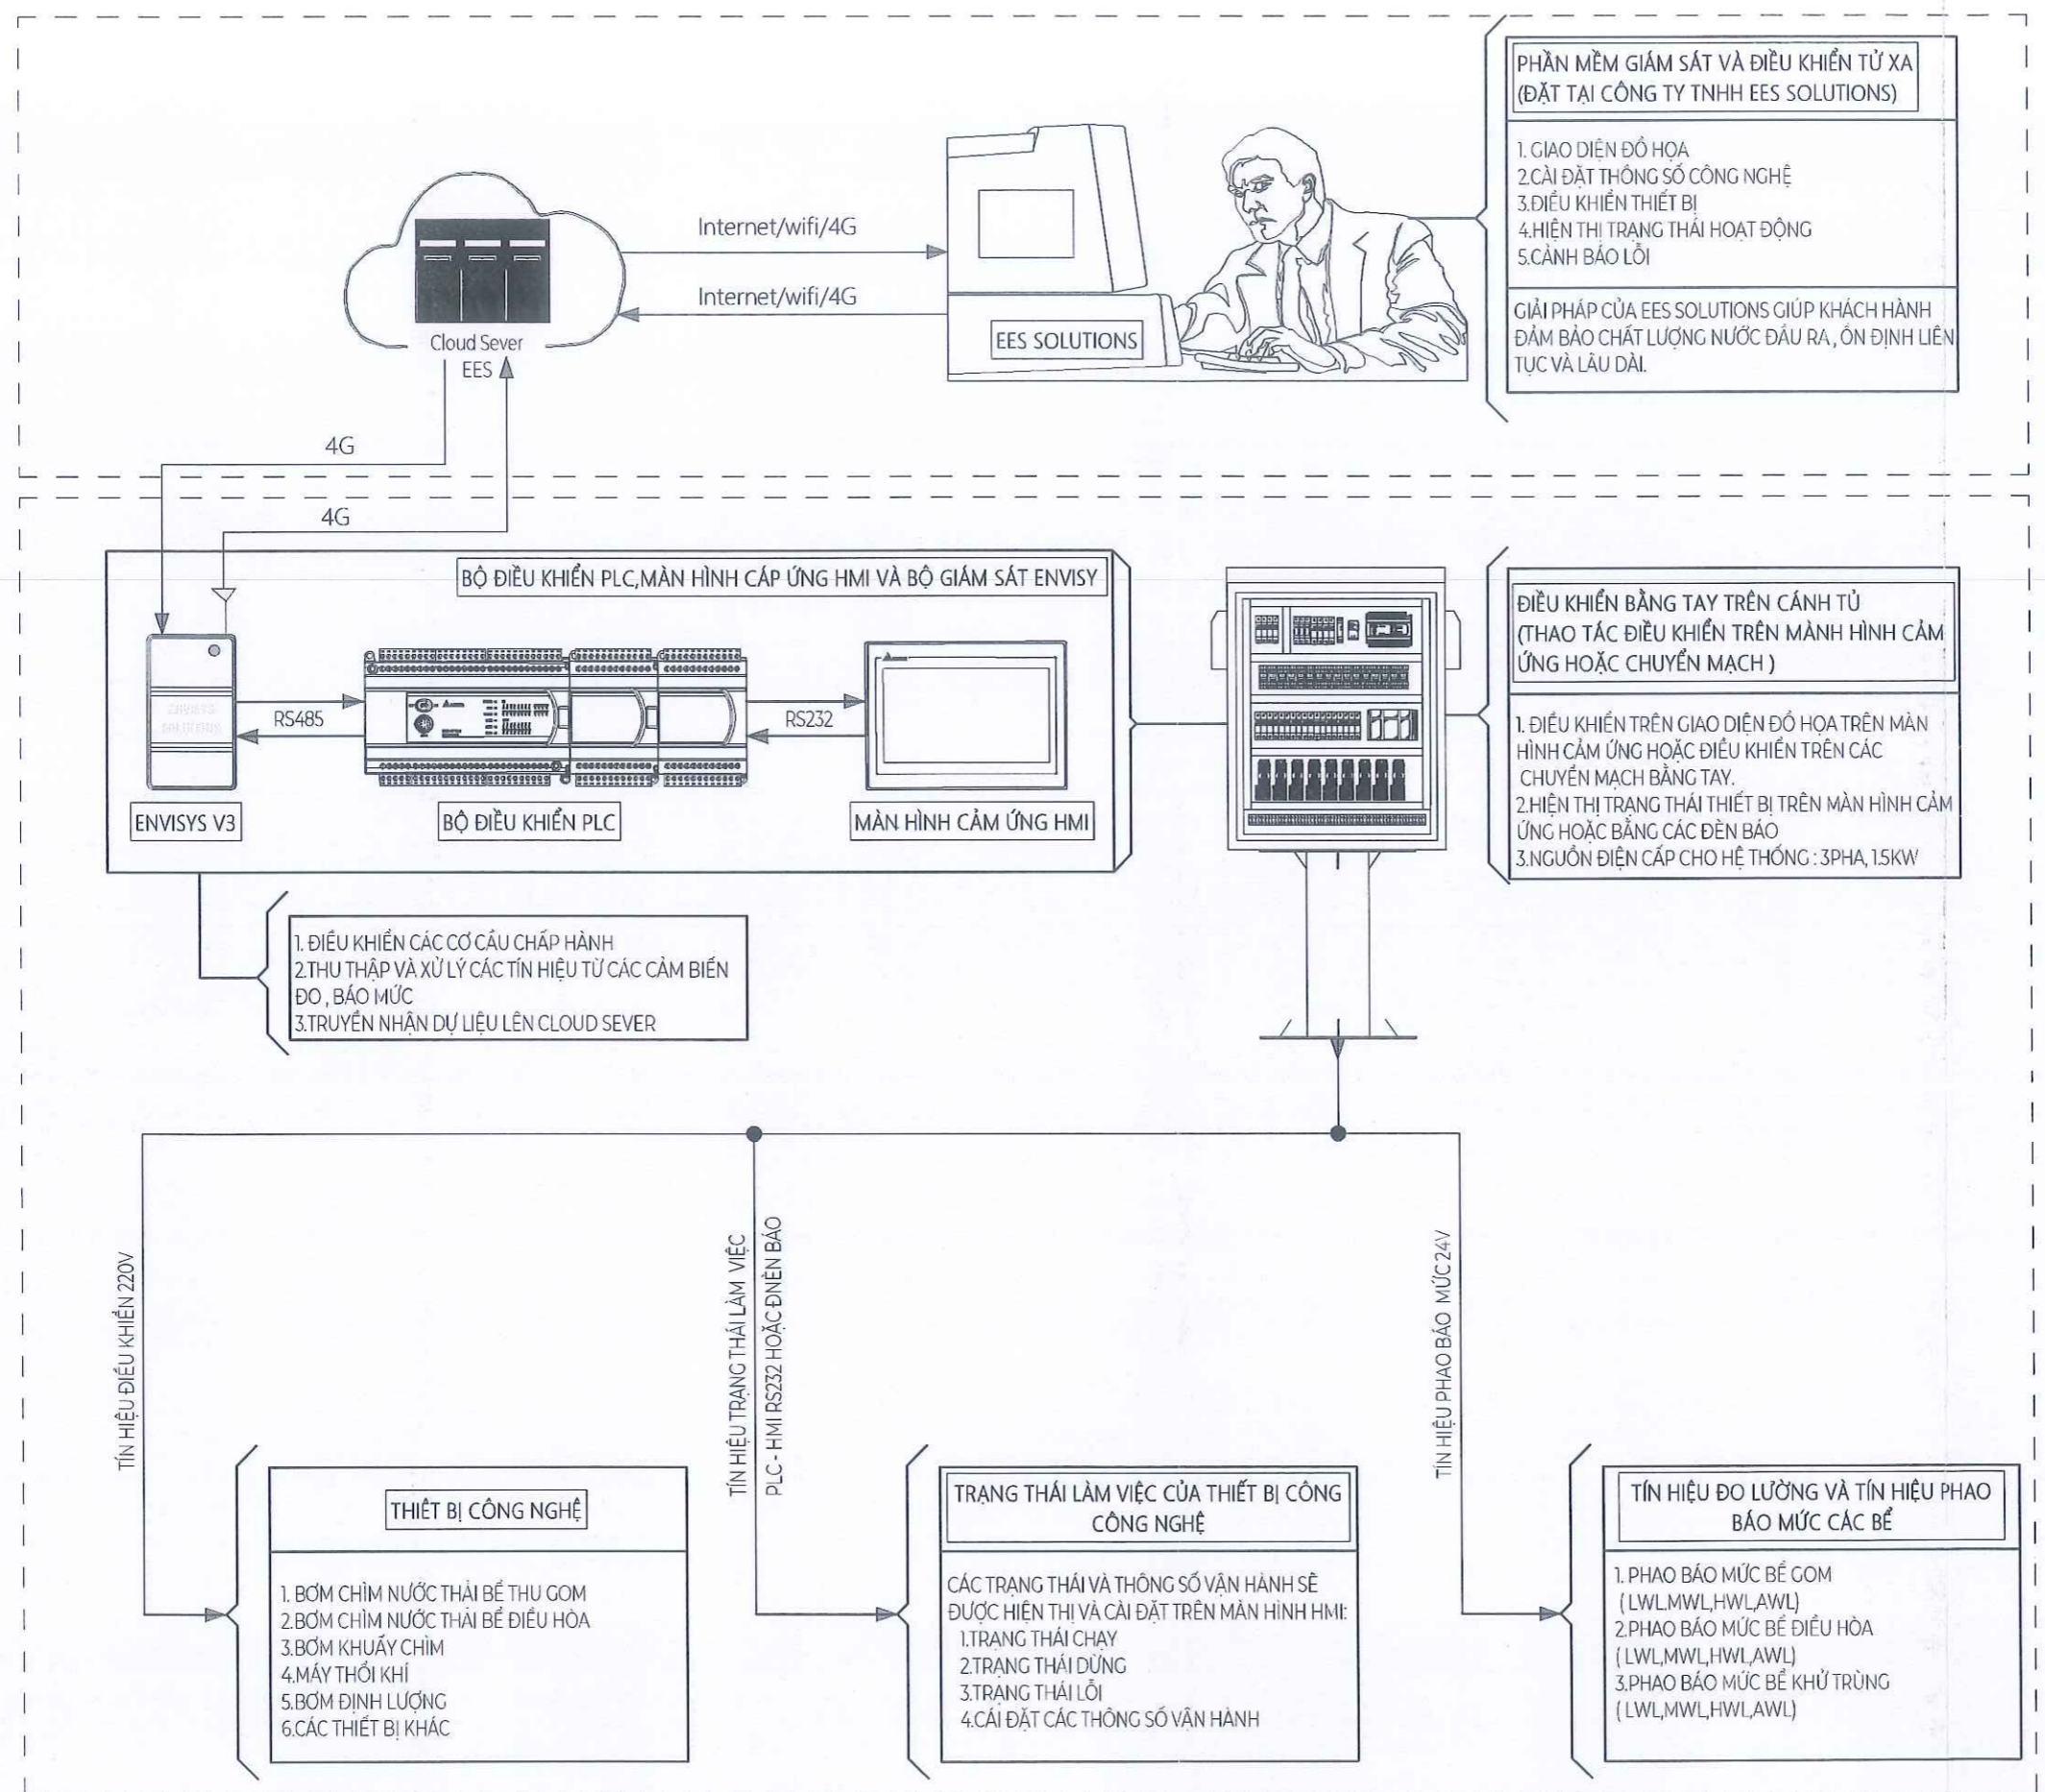 PHẦN MỀM GIÁM SÁT VÀ ĐIỀU KHIỂN TỬ XA
(ĐẶT TẠI CÔNG TY TNHH EES SOLUTIONS)
1. GIAO DIỆN ĐỒ HỌA
2.CÀI ĐẶT THÔNG SỐ CÔNG NGHỆ
3.ĐIỀU KHIỂN THIẾT BỊ
4.HIỆN THỊ TRẠNG THÁI HOẠT ĐỘNG
5.CẢNH BÁO LỖI
GIẢI PHÁP CỦA EES SOLUTIONS GIÚP KHÁCH HÀNH
ĐẢM BẢO CHẤT LƯỢNG NƯỚC ĐẦU RA, ỔN ĐỊNH LIÊN
TỤC VÀ LÂU DÀI.
Internet/wifi/4G
Internet/wifi/4G
Cloud Sever
EES
EES SOLUTIONS
4G
4G
BỘ ĐIỀU KHIỂN PLC,MÀN HÌNH CÁP ỨNG HMI VÀ BỘ GIÁM SÁT ENVISY
RS485
RS232
ENVISYS V3
BỘ ĐIỀU KHIỂN PLC
MÀN HÌNH CẢM ỨNG HMI
ĐIỀU KHIỂN BẰNG TAY TRÊN CÁNH TỦ
(THAO TÁC ĐIỀU KHIỂN TRÊN MÀNH HÌNH CẢM
ỨNG HOẶC CHUYỂN MẠCH )
1. ĐIỀU KHIỂN TRÊN GIAO DIỆN ĐỒ HỌA TRÊN MÀN
HÌNH CẢM ỨNG HOẶC ĐIỀU KHIỂN TRÊN CÁC
CHUYỂN MẠCH BẰNG TAY.
2.HIỆN THỊ TRẠNG THÁI THIẾT BỊ TRÊN MÀN HÌNH CẢM
ỨNG HOẶC BẰNG CÁC ĐÈN BÁO
3.NGUỒN ĐIỆN CẤP CHO HỆ THỐNG : 3PHA, 1.5KW
1. ĐIỀU KHIỂN CÁC CƠ CẤU CHẤP HÀNH
2.THU THẬP VÀ XỬ LÝ CÁC TÍN HIỆU TỪ CÁC CẢM BIẾN
ĐO , BÁO MỨC
3.TRUYỀN NHẬN DỰ LIỆU LÊN CLOUD SEVER
TÍN HIỆU ĐIỀU KHIỂN 220V
TÍN HIỆU TRẠNG THÁI LÀM VIỆC
PLC - HMI RS232 HOẶC ĐNÈN BÁO
TÍN HIỆU PHAO BÁO MỨC 24V
THIẾT BỊ CÔNG NGHỆ
1. BƠM CHÌM NƯỚC THẢI BỂ THU GOM
2.BƠM CHÌM NƯỚC THẢI BỂ ĐIỀU HÒA
3.BƠM KHUẤY CHÌM
4.MÁY THỔI KHÍ
5.BƠM ĐỊNH LƯỢNG
6.CÁC THIẾT BỊ KHÁC
TRẠNG THÁI LÀM VIỆC CỦA THIẾT BỊ CÔNG
CÔNG NGHỆ
CÁC TRẠNG THÁI VÀ THÔNG SỐ VẬN HÀNH SẼ
ĐƯỢC HIỆN THỊ VÀ CÀI ĐẶT TRÊN MÀN HÌNH HMI:
1.TRẠNG THÁI CHẠY
2.TRẠNG THÁI DỪNG
3.TRẠNG THÁI LỖI
4.CÁI ĐẶT CÁC THÔNG SỐ VẬN HÀNH
TÍN HIỆU ĐO LƯỜNG VÀ TÍN HIỆU PHAO
BÁO MỨC CÁC BỂ
1. PHAO BÁO MỨC BỂ GOM
( LWL,MWL,HWL,AWL)
2.PHAO BÁO MỨC BỂ ĐIỀU HÒA
( LWL,MWL,HWL,AWL)
3.PHAO BÁO MỨC BỂ KHỬ TRÙNG
( LWL,MWL,HWL,AWL)